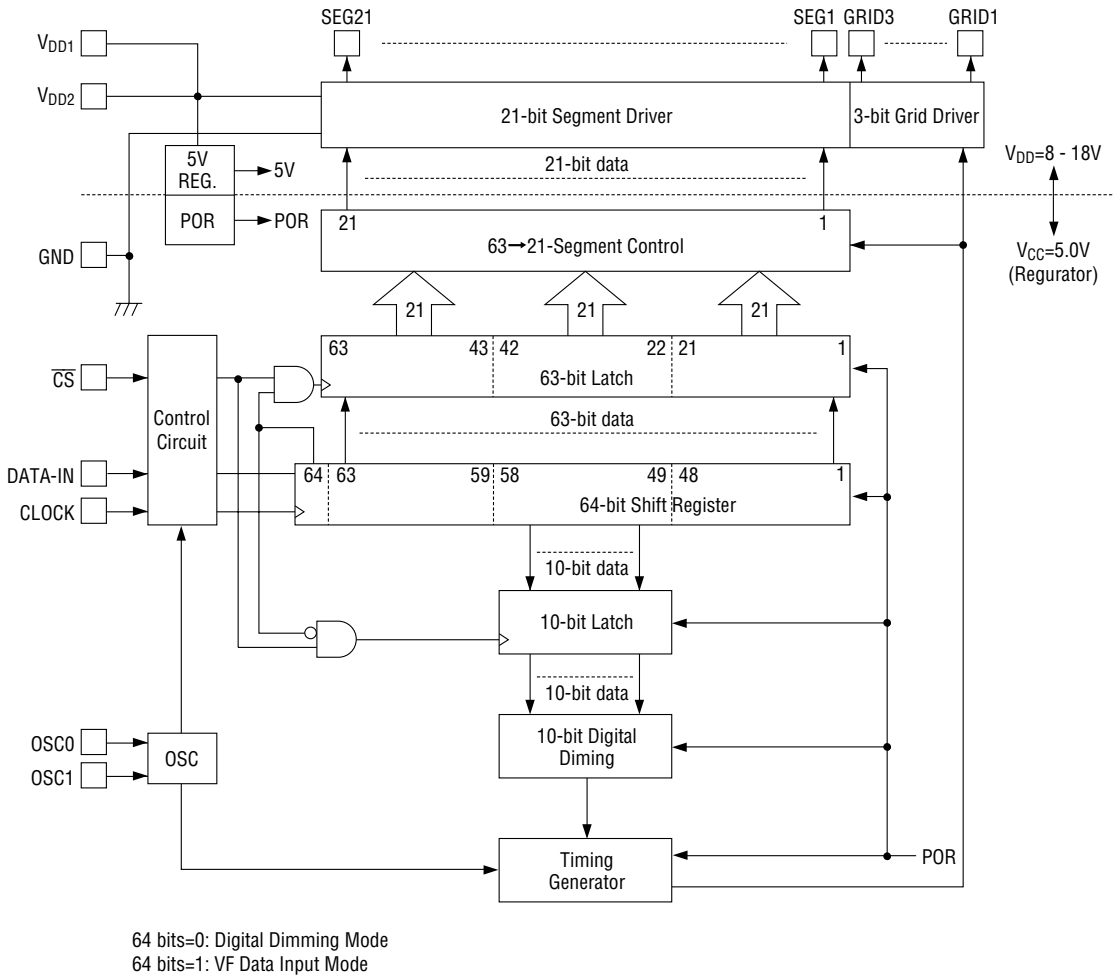 SEG21
SEG1 GRID3
GRID1
VDD1
VDD2
21-bit Segment Driver
3-bit Grid Driver
5V
REG.
5V
21-bit data
VDD=8 - 18V
POR
POR
21
1
63→21-Segment Control
GND
VCC=5.0V
(Regurator)
21
21
21
63
43
42
22
21
1
63-bit Latch
CS
Control
Circuit
63-bit data
DATA-IN
64
63
59
58
49
48
1
64-bit Shift Register
CLOCK
10-bit data
10-bit Latch
10-bit data
10-bit Digital
Diming
OSC0
OSC
OSC1
Timing
Generator
POR
64 bits=0: Digital Dimming Mode
64 bits=1: VF Data Input Mode